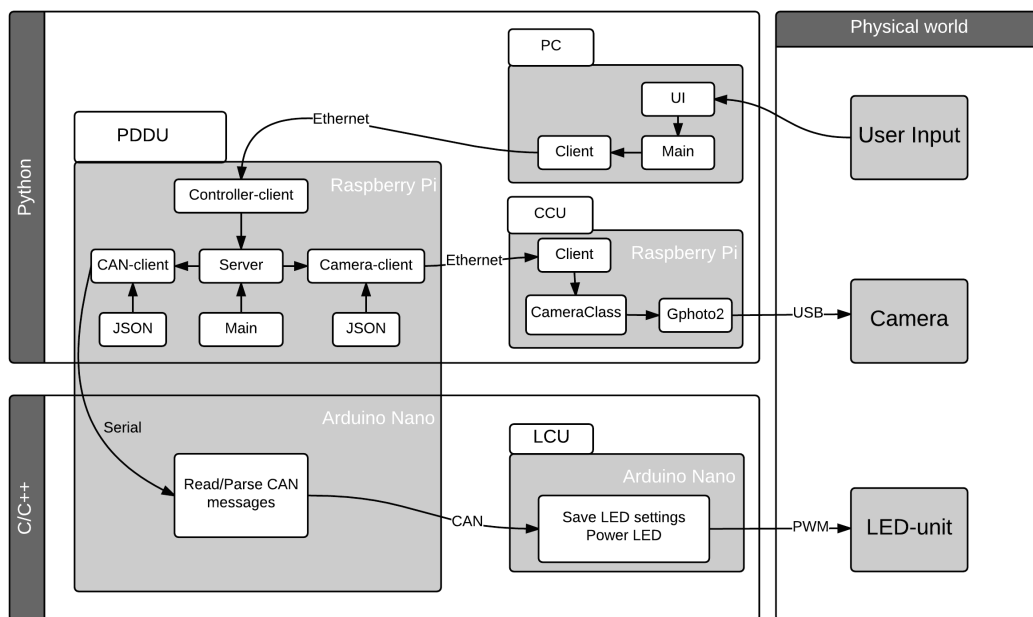 Physical world
PC
UI
User Input
Ethernet
PDDU
Client
Main
Raspberry Pi
Controller-client
Python
CCU
Client
Raspberry Pi
CAN-client
Server
Camera-client
Ethernet
CameraClass
Gphoto2
USB
Camera
JSON
Main
JSON
Arduino Nano
Serial
LCU
Arduino Nano
C/C++
Read/Parse CAN
messages
CAN
Save LED settings
Power LED
PWM
LED-unit